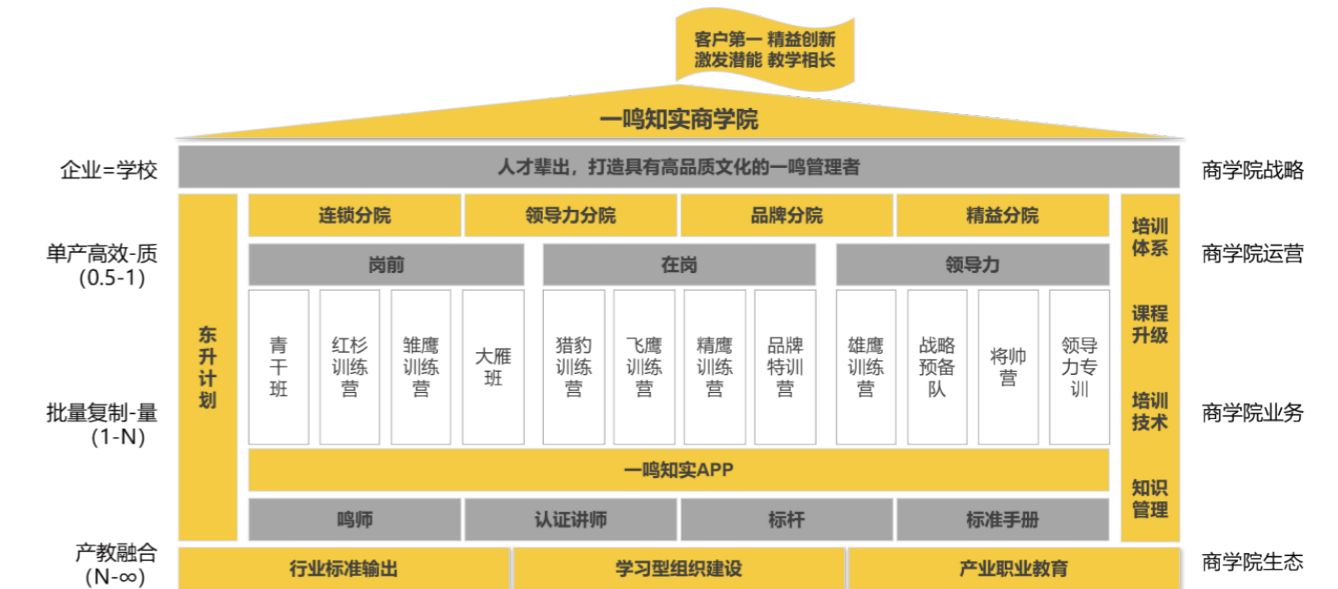 客户第一 精益创新
激发潜能 教学相长
一鸣知实商学院
企业=学校
人才辈出，打造具有高品质文化的一鸣管理者
商学院战略
连锁分院
领导力分院
品牌分院
精益分院
单产高效-质
(0.5-1)
岗前
在岗
领导力
商学院运营
东
升
计
划
青
干
班
红杉
训练
营
雏鹰
训练
营
大雁
班
猎豹
训练
营
飞鹰
训练
营
精鹰
训练
营
品牌
特训
营
雄鹰
训练
营
战略
预备
队
将帅
营
领导
力专
训
培训
体系
课程
升级
培训
技术
知识
管理
批量复制-量
(1-N)
商学院业务
一鸣知实APP
鸣师
认证讲师
标杆
标准手册
产教融合
(N-∞)
行业标准输出
学习型组织建设
产业职业教育
商学院生态